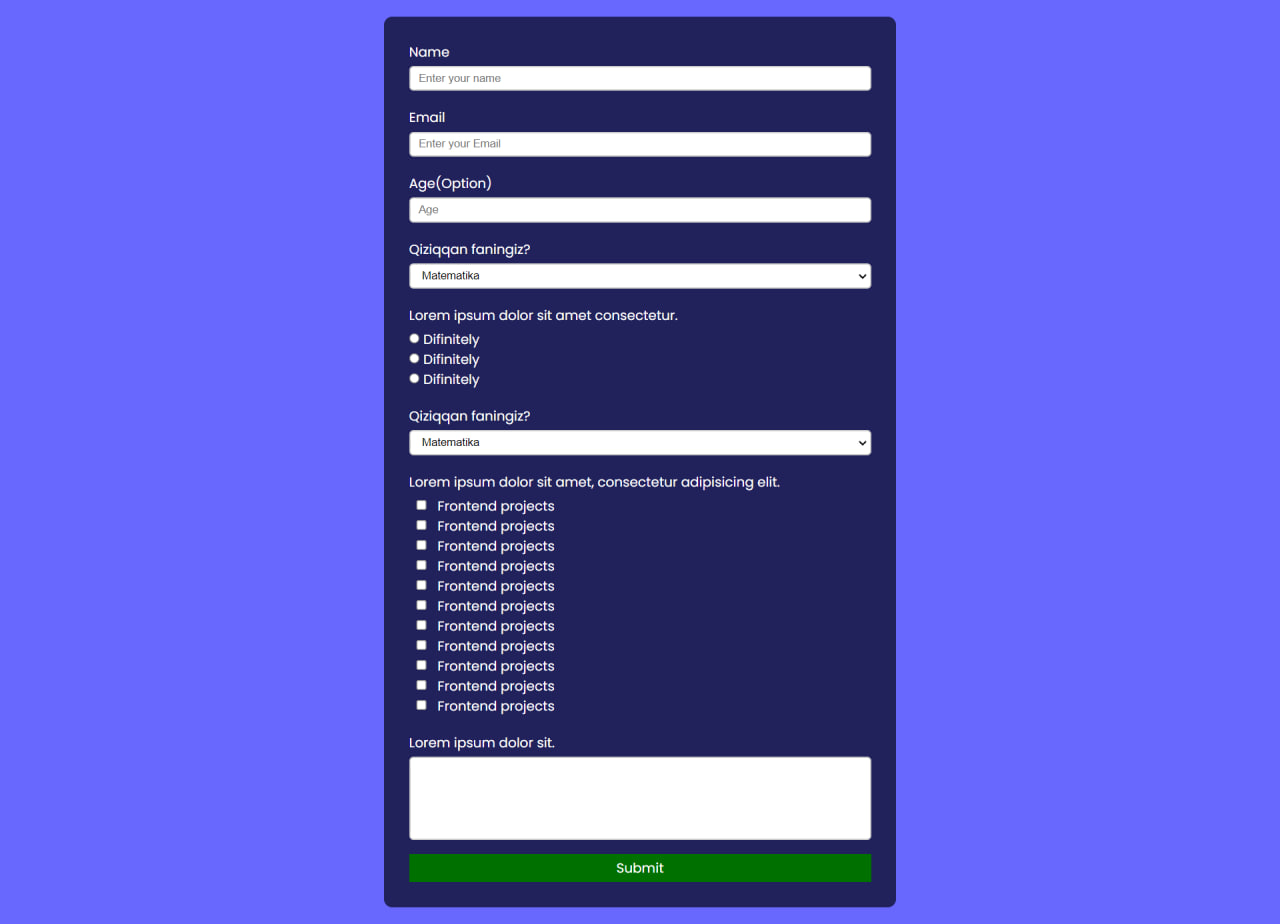 Name
Enter your name
Email
Enter your Email
Age(Option)
Age
Qiziqqan faningiz?
Matematika
Lorem ipsum dolor sit amet consectetur.
Difinitely
Difinitely
Difinitely
Qiziqqan faningiz?
Matematika
Lorem ipsum dolor sit amet, consectetur adipisicing elit.
Frontend projects
Frontend projects
Frontend projects
Frontend projects
Frontend projects
Frontend projects
Frontend projects
Frontend projects
Frontend projects
Frontend projects
Frontend projects
Lorem ipsum dolor sit.
Submit